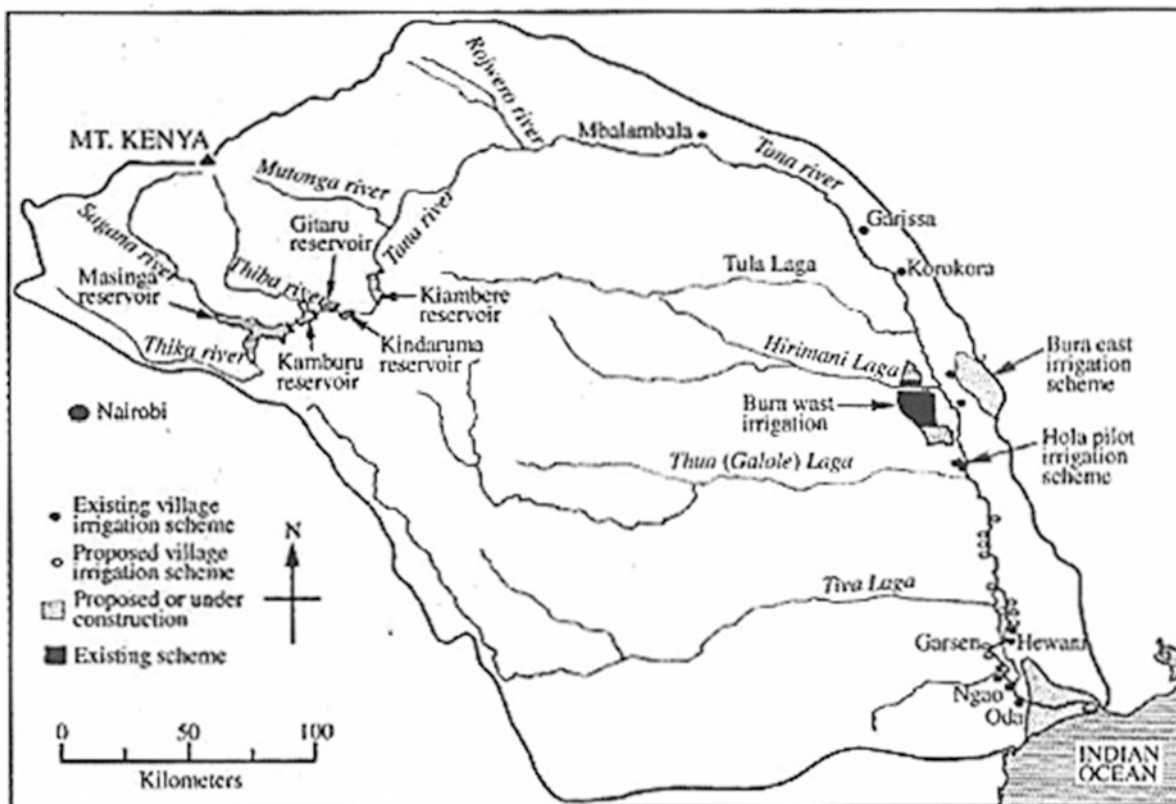 Rojwero river
Mbalambala
MT. KENYA
Tana river
Mutonga river
Garissa
Gitaru
reservoir
Sagana river
Tana river
Korokora
Tula Laga
Masinga
reservoir
Thiba river
Kiambere
reservoir
Thika river
Kamburu
reservoir
Kindaruma
reservoir
Hirimani Laga
Bura east
irrigation
scheme
Nairobi
Bura wast
irrigation
Hola pilot
irrigation
scheme
Thua (Galole) Laga
Existing village
irrigation scheme
N
Proposed village
irrigation scheme
Proposed or under
construction
Tiva Laga
Existing scheme
Garsen
Hewani
Ngao
Oda
0 50 100
Kilometers
INDIAN
OCEAN